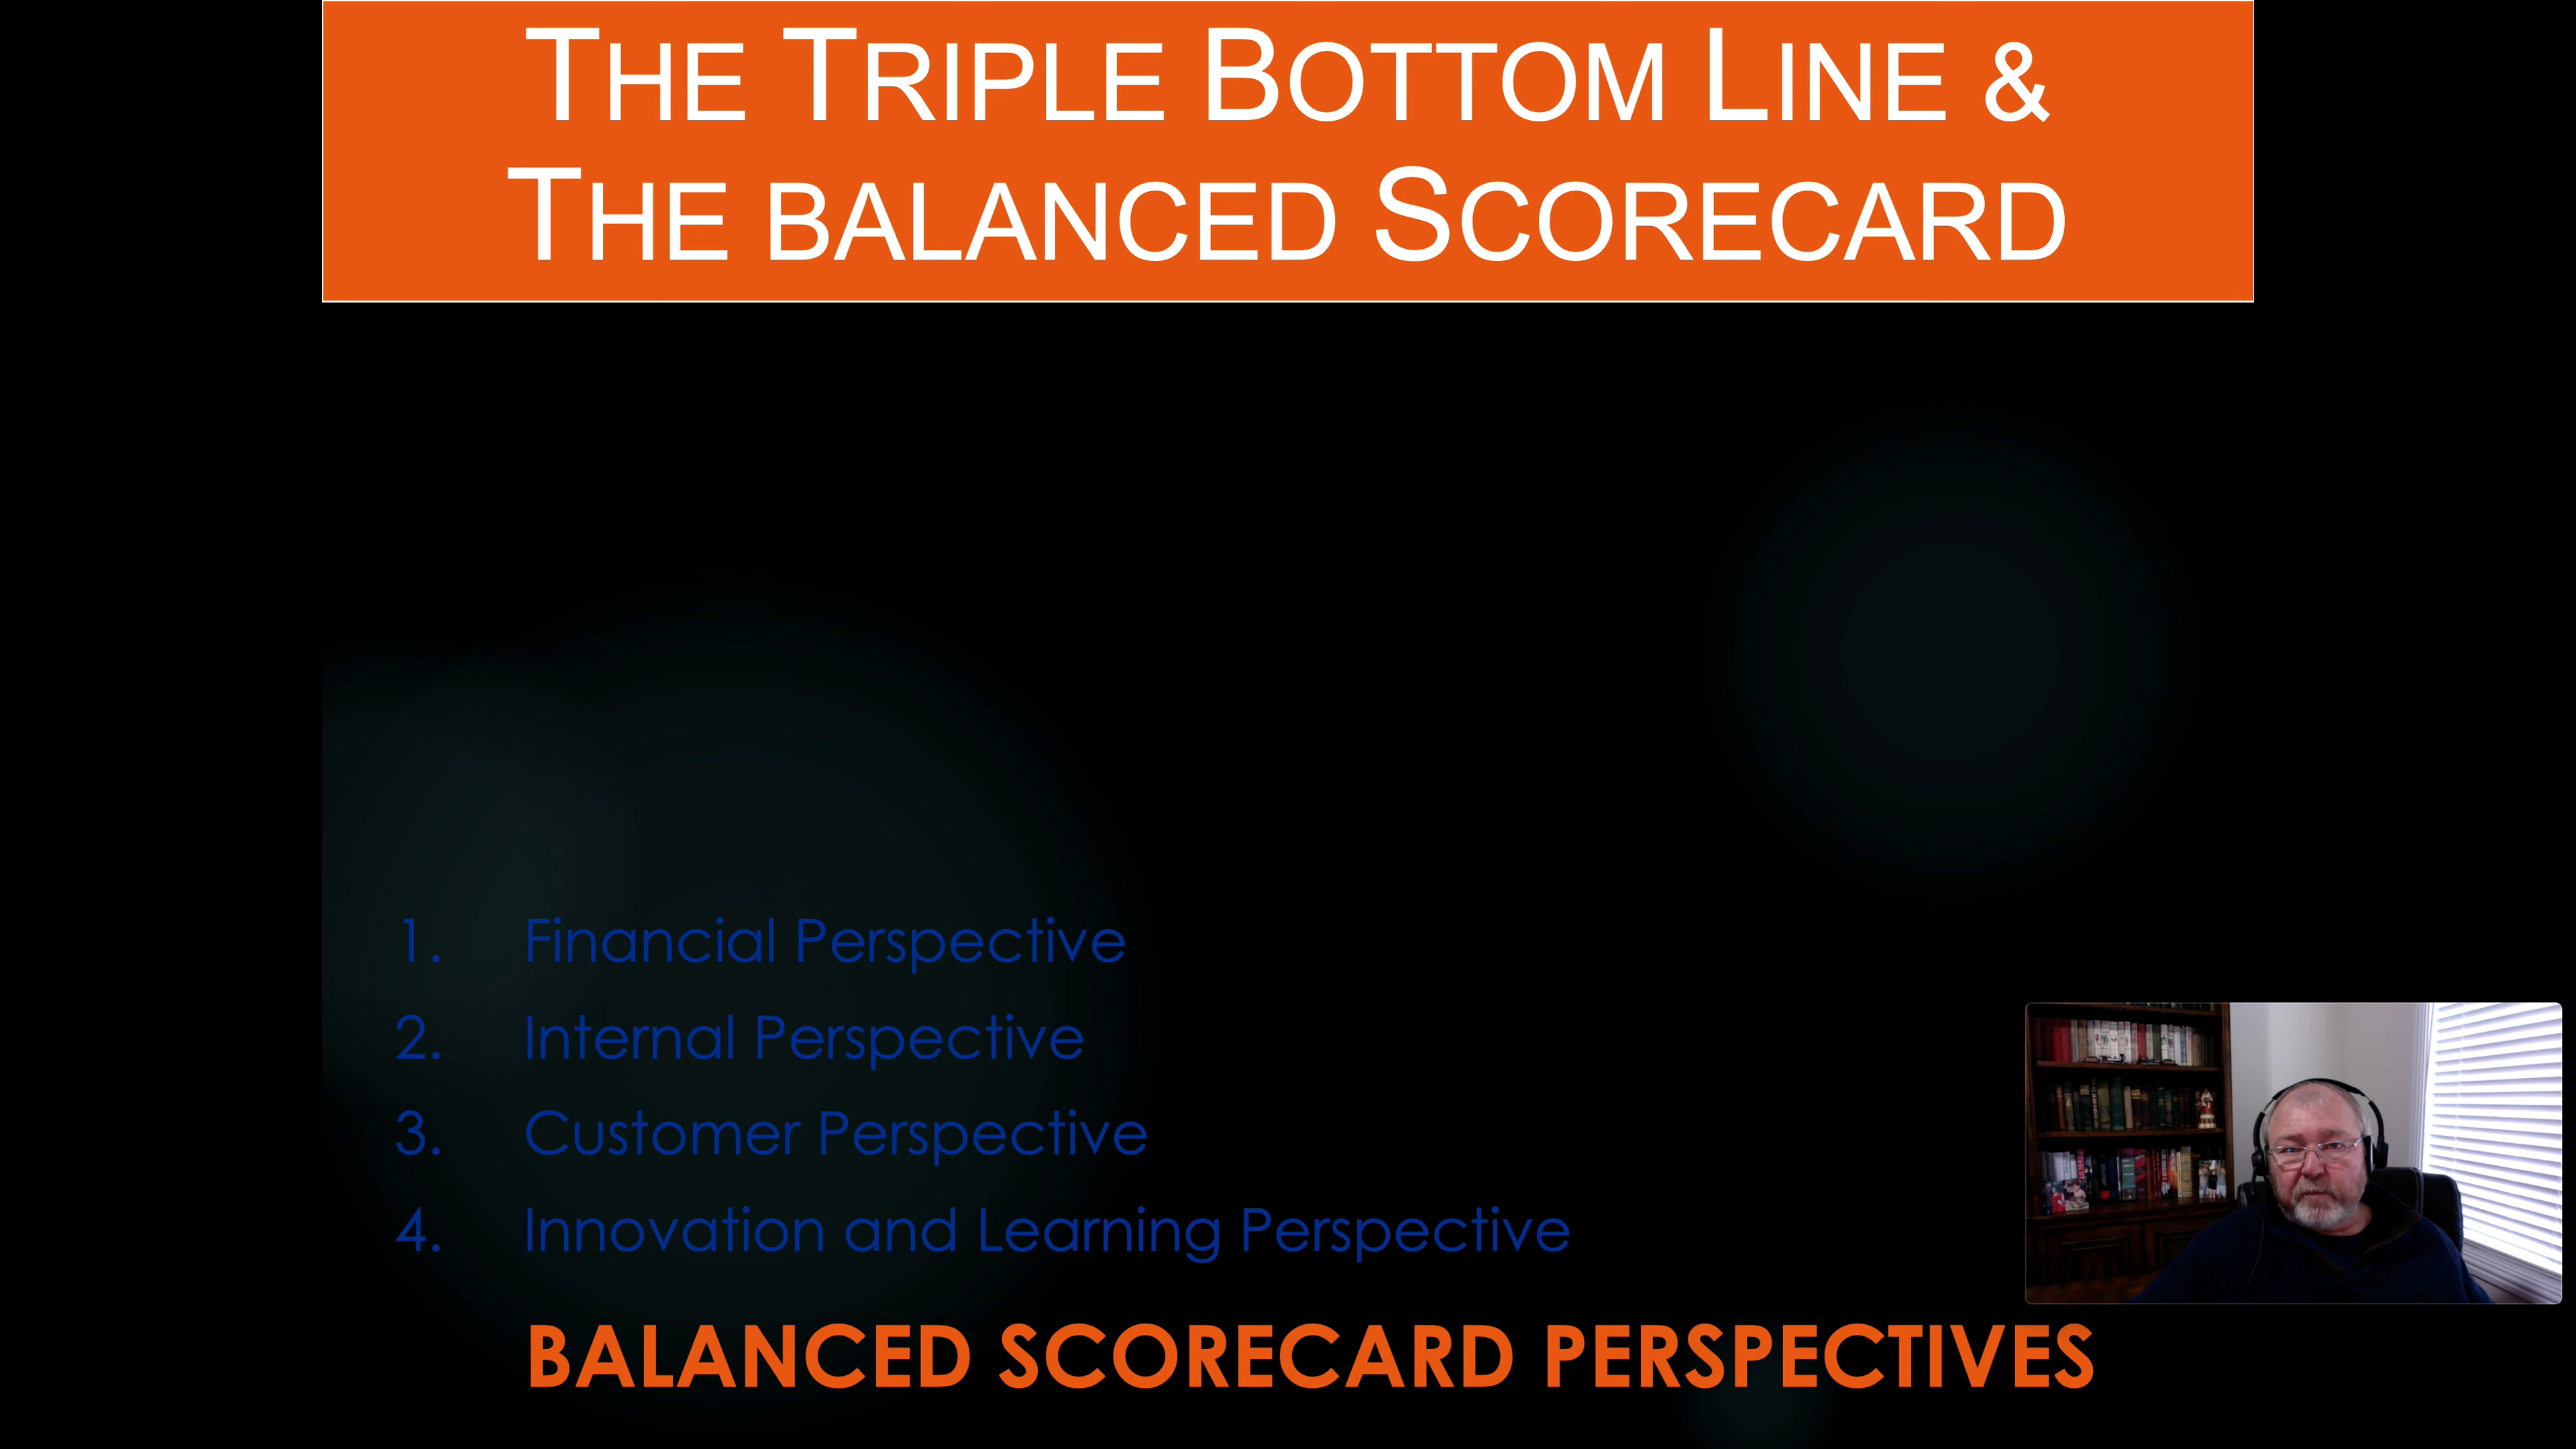 THE TRIPLE BOTTOM LINE &
THE BALANCED SCORECARD
1. Financial Perspective
2. Internal Perspective
3. Customer Perspective
4. Innovation and Learning Perspective
BALANCED SCORECARD PERSPECTIVES